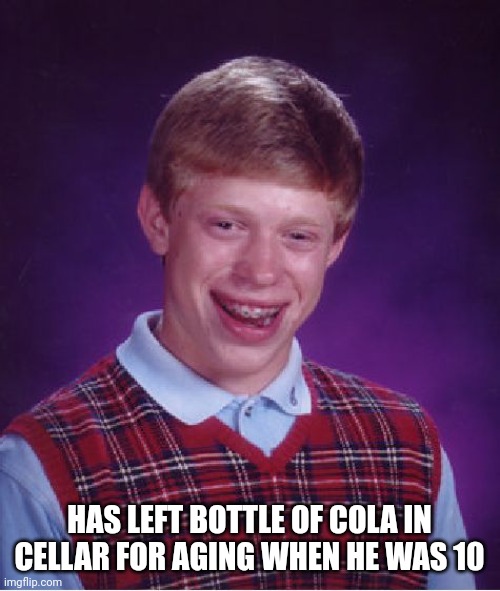 HAS LEFT BOTTLE OF COLA IN
CELLAR FOR AGING WHEN HE WAS 10
imgflip.com